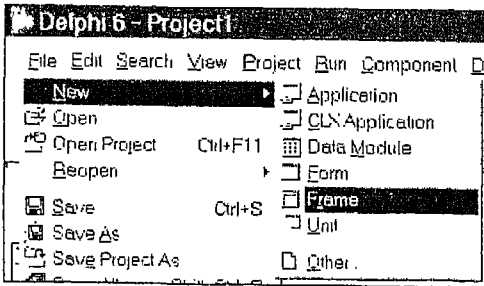 Delphi 6 - Project1
File Edit Search View Project Run Component
New
Open
Open Project Ctrl+F11
Reopen
Save Ctrl+S
Save As
Save Project As
Application
CLX Application
Data Module
Form
Frame
Unit
Other...